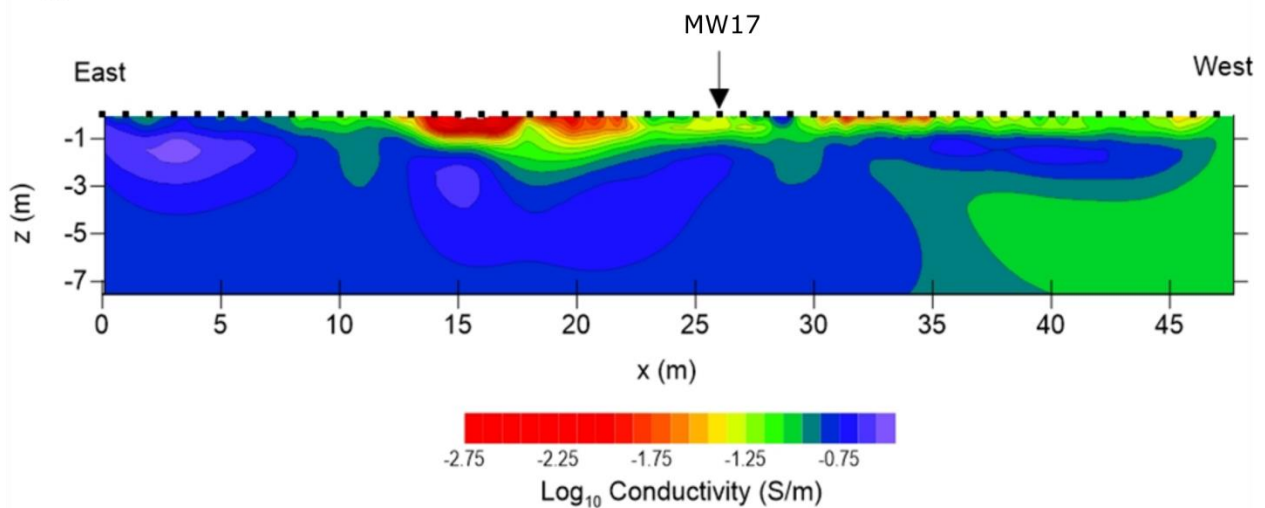 MW17
East
West
-1
-3
-5
-7
z (m)
0 5 10 15 20 25 30 35 40 45
x (m)
-2.75 -2.25 -1.75 -1.25 -0.75
Log₁₀ Conductivity (S/m)